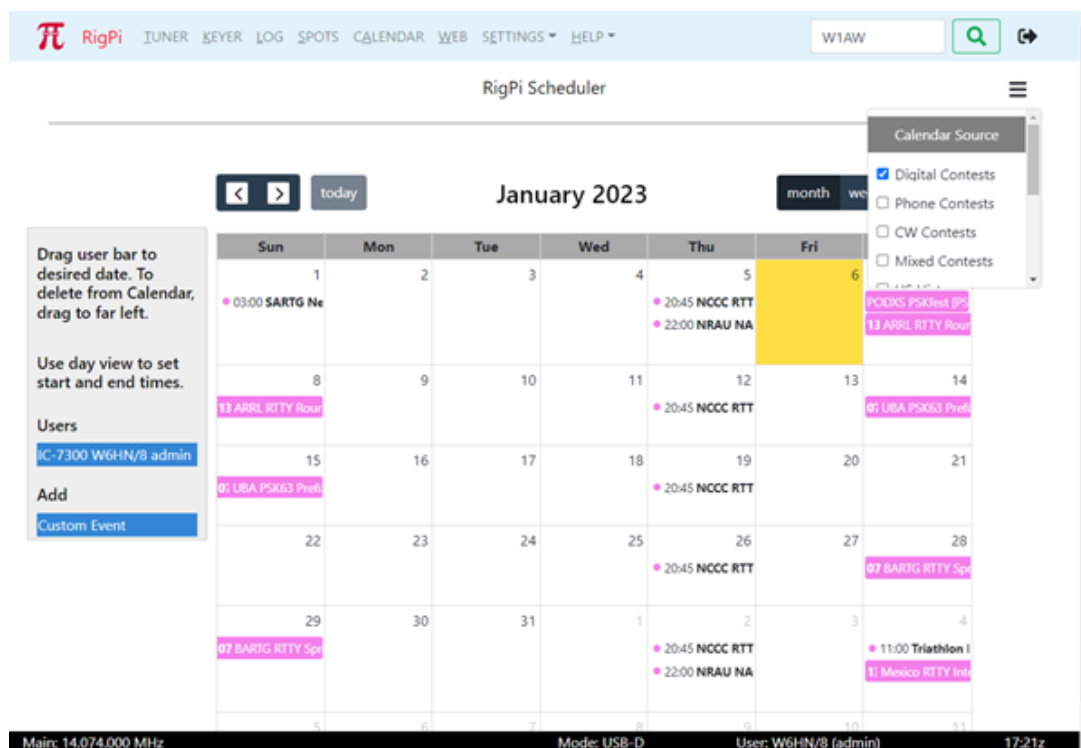 RigPi TUNER KEYER LOG SPOTS CALENDAR WEB SETTINGS HELP W1AW
RigPi Scheduler
Calendar Source
Digital Contests
Phone Contests
CW Contests
Mixed Contests
today January 2023 month
Drag user bar to
desired date. To
delete from Calendar,
drag to far left.
Use day view to set
start and end times.
Users
IC-7300 W6HN/8 admin
Add
Custom Event
Sun Mon Tue Wed Thu Fri
1 2 3 4 5 6
03:00 SARTG Ne 20:45 NCCC RTT PODXS PSKfest [PS
22:00 NRAU NA 13 ARRL RTTY Rour
8 9 10 11 12 13 14
13 ARRL RTTY Rour 20:45 NCCC RTT 07 UBA PSK63 Prefi
15 16 17 18 19 20 21
07 UBA PSK63 Prefi 20:45 NCCC RTT
22 23 24 25 26 27 28
20:45 NCCC RTT 07 BARTG RTTY Spr
29 30 31 1 2 3 4
07 BARTG RTTY Spr 20:45 NCCC RTT 11:00 Triathlon
22:00 NRAU NA Mexico RTTY Inte
5 6 7 8 9 10 11
Main: 14.074.000 MHz Mode: USB-D User: W6HN/8 (admin) 17:21z